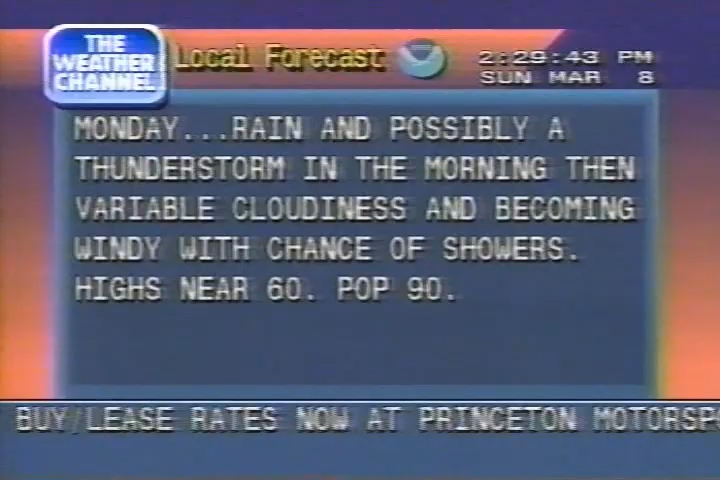 THE
WEATHER
CHANNEL
Local Forecast
2:29:43 PM
SUN MAR 8
MONDAY...RAIN AND POSSIBLY A
THUNDERSTORM IN THE MORNING THEN
VARIABLE CLOUDINESS AND BECOMING
WINDY WITH CHANCE OF SHOWERS.
HIGHS NEAR 60. POP 90.
BUY/LEASE RATES NOW AT PRINCETON MOTORSP